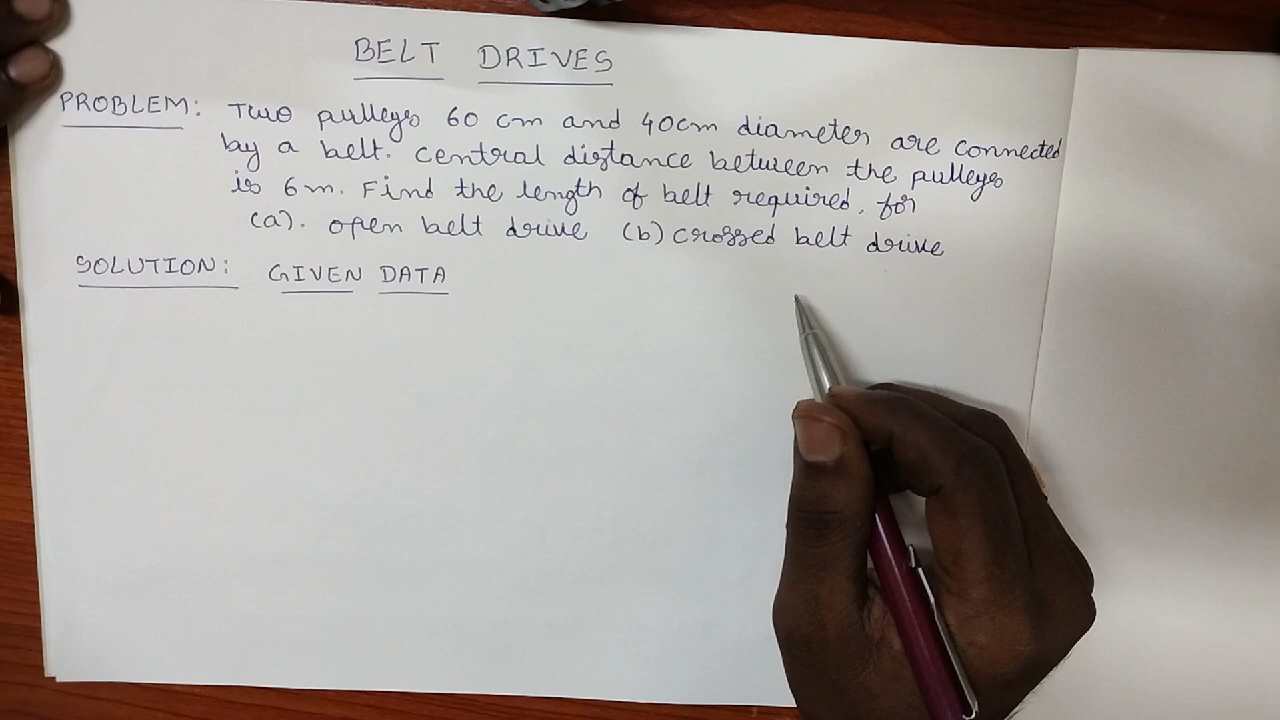 BELT DRIVES
PROBLEM: Two pulleys 60 cm and 40cm diameter are connected
by a belt. central distance between the pulleys
is 6m. Find the length of belt required. for
(a). open belt drive (b) crossed belt drive
SOLUTION: GIVEN DATA